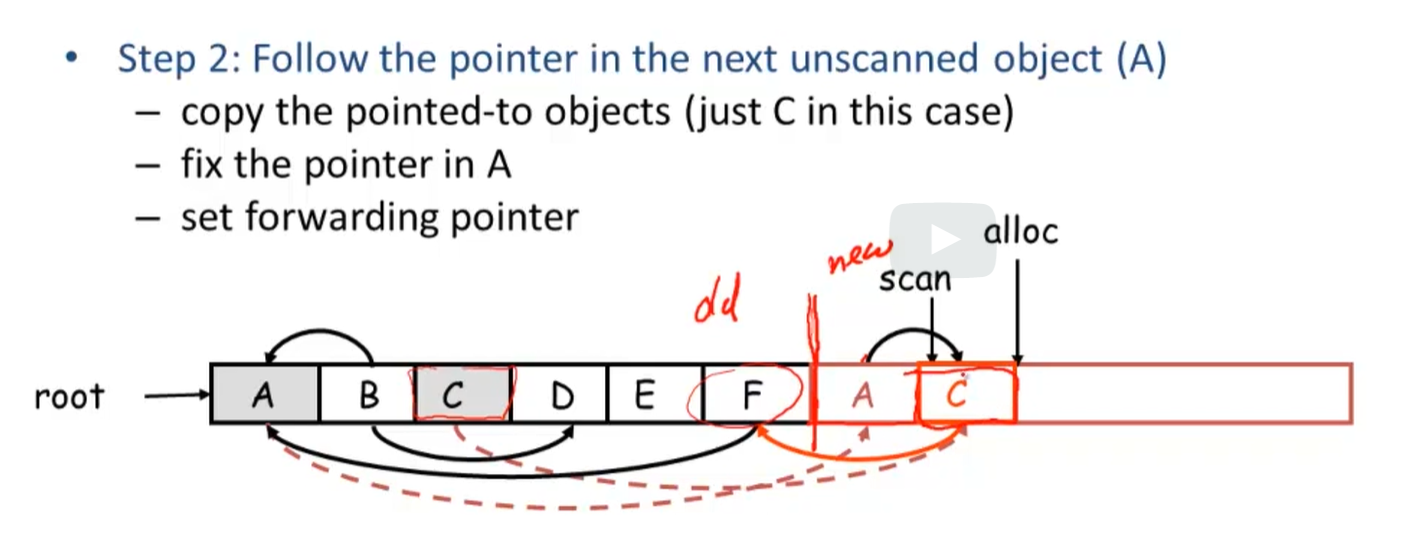 • Step 2: Follow the pointer in the next unscanned object (A)
– copy the pointed-to objects (just C in this case)
– fix the pointer in A
– set forwarding pointer
alloc
new
scan
root
A B C D E F A C